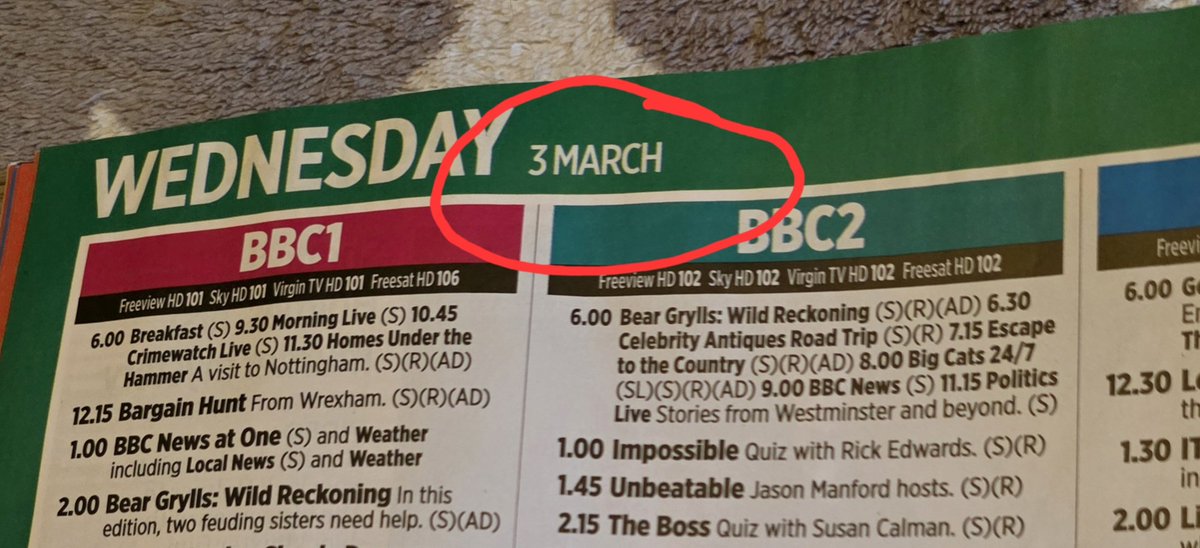 WEDNESDAY 3 MARCH
BBC1
Freeview HD 101 Sky HD 101 Virgin TV HD 101 Freesat HD 106
6.00 Breakfast (S) 9.30 Morning Live (S) 10.45
Crimewatch Live (S) 11.30 Homes Under the
Hammer A visit to Nottingham. (S)(R)(AD)
12.15 Bargain Hunt From Wrexham. (S)(R)(AD)
1.00 BBC News at One (S) and Weather
including Local News (S) and Weather
2.00 Bear Grylls: Wild Reckoning In this
edition, two feuding sisters need help. (S)(AD)
BBC2
Freeview HD 102 Sky HD 102 Virgin TV HD 102 Freesat HD 102
6.00 Bear Grylls: Wild Reckoning (S)(R)(AD) 6.30
Celebrity Antiques Road Trip (S)(R) 7.15 Escape
to the Country (S)(R)(AD) 8.00 Big Cats 24/7
(SL)(S)(R)(AD) 9.00 BBC News (S) 11.15 Politics
Live Stories from Westminster and beyond. (S)
1.00 Impossible Quiz with Rick Edwards. (S)(R)
1.45 Unbeatable Jason Manford hosts. (S)(R)
2.15 The Boss Quiz with Susan Calman. (S)(R)
6.00
12.30
1.30
2.00